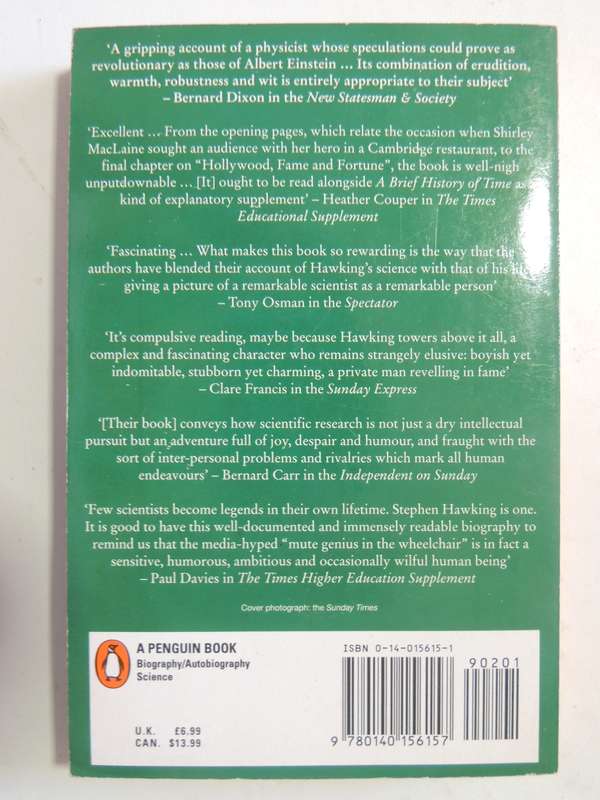 ‘A gripping account of a physicist whose speculations could prove as
revolutionary as those of Albert Einstein … Its combination of erudition,
warmth, robustness and wit is entirely appropriate to their subject’
– Bernard Dixon in the New Statesman & Society
‘Excellent … From the opening pages, which relate the occasion when Shirley
MacLaine sought an audience with her hero in a Cambridge restaurant, to the
final chapter on “Hollywood, Fame and Fortune”, the book is well-nigh
unputdownable … [It] ought to be read alongside A Brief History of Time as
kind of explanatory supplement’ – Heather Couper in The Times
Educational Supplement
‘Fascinating … What makes this book so rewarding is the way that the
authors have blended their account of Hawking’s science with that of his life,
giving a picture of a remarkable scientist as a remarkable person’
– Tony Osman in the Spectator
‘It’s compulsive reading, maybe because Hawking towers above it all, a
complex and fascinating character who remains strangely elusive: boyish yet
indomitable, stubborn yet charming, a private man revelling in fame’
– Clare Francis in the Sunday Express
‘[Their book] conveys how scientific research is not just a dry intellectual
pursuit but an adventure full of joy, despair and humour, and fraught with the
sort of inter-personal problems and rivalries which mark all human
endeavours’ – Bernard Carr in the Independent on Sunday
‘Few scientists become legends in their own lifetime. Stephen Hawking is one.
It is good to have this well-documented and immensely readable biography to
remind us that the media-hyped “mute genius in the wheelchair” is in fact a
sensitive, humorous, ambitious and occasionally wilful human being’
– Paul Davies in The Times Higher Education Supplement
Cover photograph: the Sunday Times
A PENGUIN BOOK
Biography/Autobiography
Science
U.K. £6.99
CAN. $13.99
ISBN 0-14-015615-1
90201
9 780140 156157